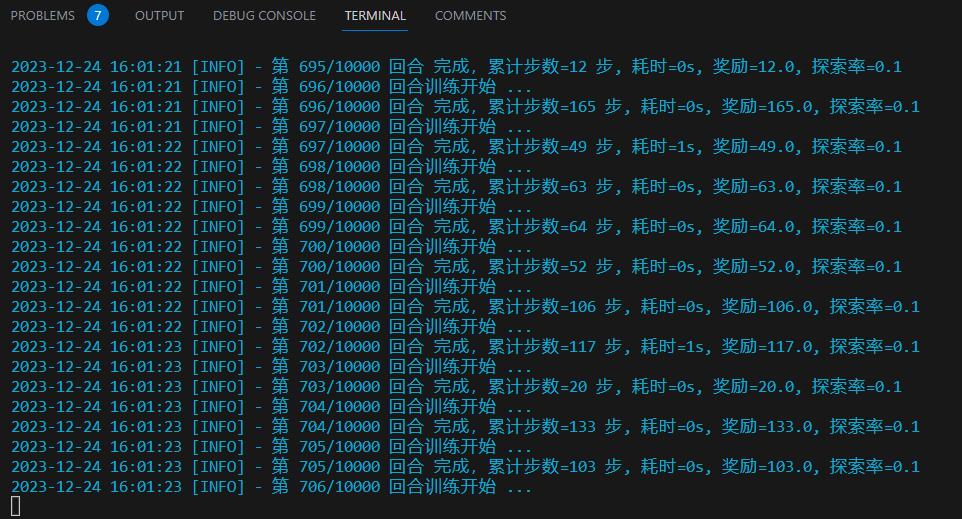 PROBLEMS 7 OUTPUT DEBUG CONSOLE TERMINAL COMMENTS
2023-12-24 16:01:21 [INFO] - 第 695/10000 回合 完成, 累计步数=12 步, 耗时=0s, 奖励=12.0, 探索率=0.1
2023-12-24 16:01:21 [INFO] - 第 696/10000 回合训练开始 ...
2023-12-24 16:01:21 [INFO] - 第 696/10000 回合 完成, 累计步数=165 步, 耗时=0s, 奖励=165.0, 探索率=0.1
2023-12-24 16:01:21 [INFO] - 第 697/10000 回合训练开始 ...
2023-12-24 16:01:22 [INFO] - 第 697/10000 回合 完成, 累计步数=49 步, 耗时=1s, 奖励=49.0, 探索率=0.1
2023-12-24 16:01:22 [INFO] - 第 698/10000 回合训练开始 ...
2023-12-24 16:01:22 [INFO] - 第 698/10000 回合 完成, 累计步数=63 步, 耗时=0s, 奖励=63.0, 探索率=0.1
2023-12-24 16:01:22 [INFO] - 第 699/10000 回合训练开始 ...
2023-12-24 16:01:22 [INFO] - 第 699/10000 回合 完成, 累计步数=64 步, 耗时=0s, 奖励=64.0, 探索率=0.1
2023-12-24 16:01:22 [INFO] - 第 700/10000 回合训练开始 ...
2023-12-24 16:01:22 [INFO] - 第 700/10000 回合 完成, 累计步数=52 步, 耗时=0s, 奖励=52.0, 探索率=0.1
2023-12-24 16:01:22 [INFO] - 第 701/10000 回合训练开始 ...
2023-12-24 16:01:22 [INFO] - 第 701/10000 回合 完成, 累计步数=106 步, 耗时=0s, 奖励=106.0, 探索率=0.1
2023-12-24 16:01:22 [INFO] - 第 702/10000 回合训练开始 ...
2023-12-24 16:01:23 [INFO] - 第 702/10000 回合 完成, 累计步数=117 步, 耗时=1s, 奖励=117.0, 探索率=0.1
2023-12-24 16:01:23 [INFO] - 第 703/10000 回合训练开始 ...
2023-12-24 16:01:23 [INFO] - 第 703/10000 回合 完成, 累计步数=20 步, 耗时=0s, 奖励=20.0, 探索率=0.1
2023-12-24 16:01:23 [INFO] - 第 704/10000 回合训练开始 ...
2023-12-24 16:01:23 [INFO] - 第 704/10000 回合 完成, 累计步数=133 步, 耗时=0s, 奖励=133.0, 探索率=0.1
2023-12-24 16:01:23 [INFO] - 第 705/10000 回合训练开始 ...
2023-12-24 16:01:23 [INFO] - 第 705/10000 回合 完成, 累计步数=103 步, 耗时=0s, 奖励=103.0, 探索率=0.1
2023-12-24 16:01:23 [INFO] - 第 706/10000 回合训练开始 ...